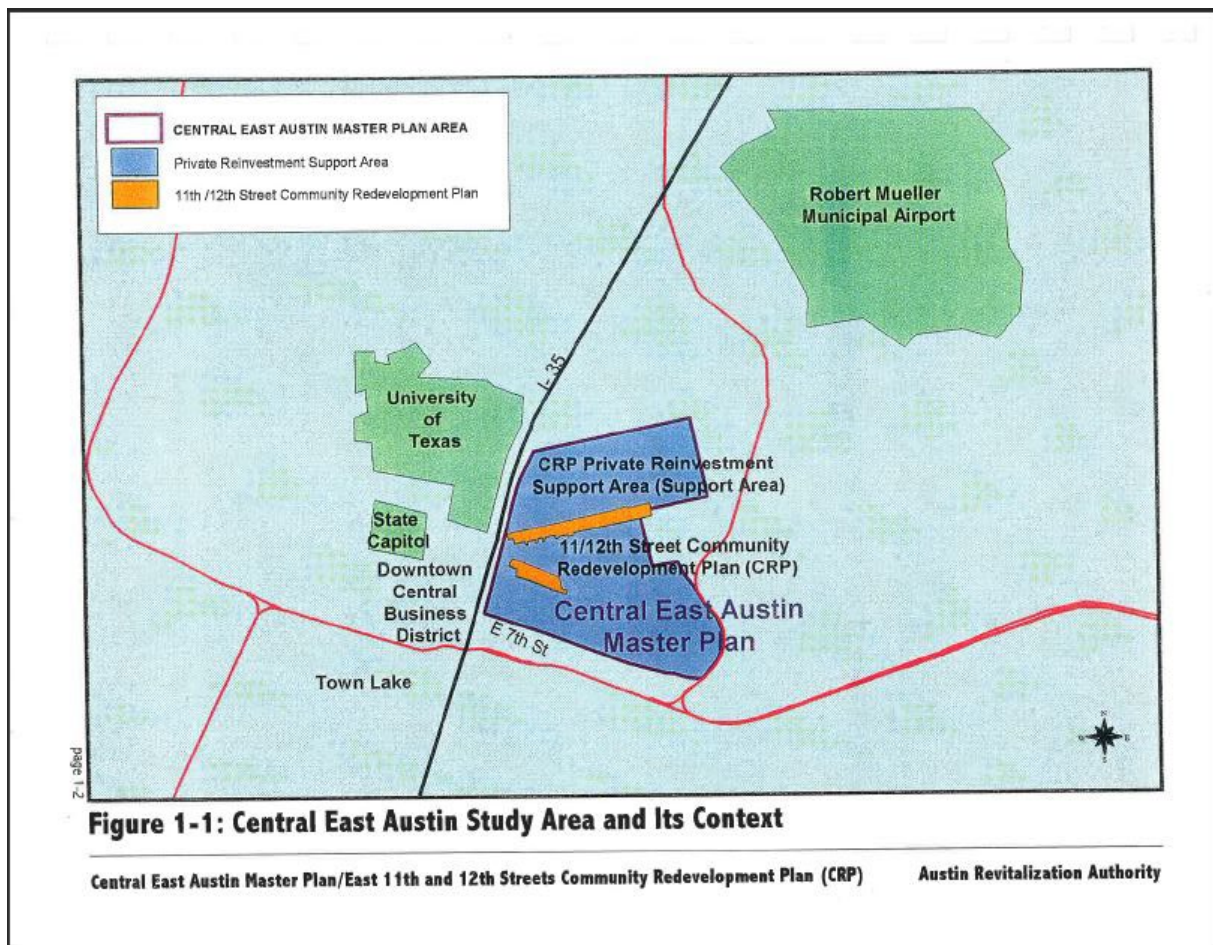 CENTRAL EAST AUSTIN MASTER PLAN AREA
Private Reinvestment Support Area
11th /12th Street Community Redevelopment Plan
Robert Mueller
Municipal Airport
I- 35
University
of
Texas
CRP Private Reinvestment
Support Area (Support Area)
State
Capitol
11/12th Street Community
Redevelopment Plan (CRP)
Downtown
Central
Business
District
Central East Austin
Master Plan
E 7th St
Town Lake
N
E
S
page 1-2
Figure 1-1: Central East Austin Study Area and Its Context
Central East Austin Master Plan/East 11th and 12th Streets Community Redevelopment Plan (CRP)
Austin Revitalization Authority